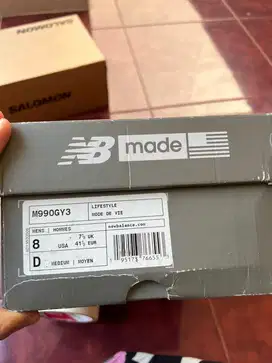 SALOMON
NB made
M990GY3
LIFESTYLE
MODE DE VIE
MENS | HOMMES
8
7½ UK
USA 41½ EUR
newbalance.com
D
MEDIUM | MOYEN